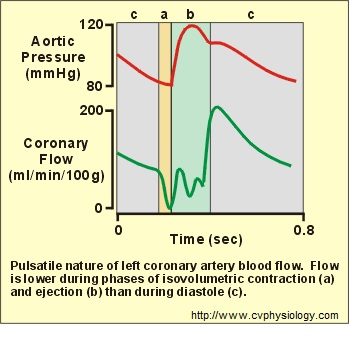 c a b c
120
Aortic
Pressure
(mmHg)
80
200
Coronary
Flow
(ml/min/100g)
0
0 0.8
Time (sec)
Pulsatile nature of left coronary artery blood flow. Flow
is lower during phases of isovolumetric contraction (a)
and ejection (b) than during diastole (c).
http://www.cvphysiology.com